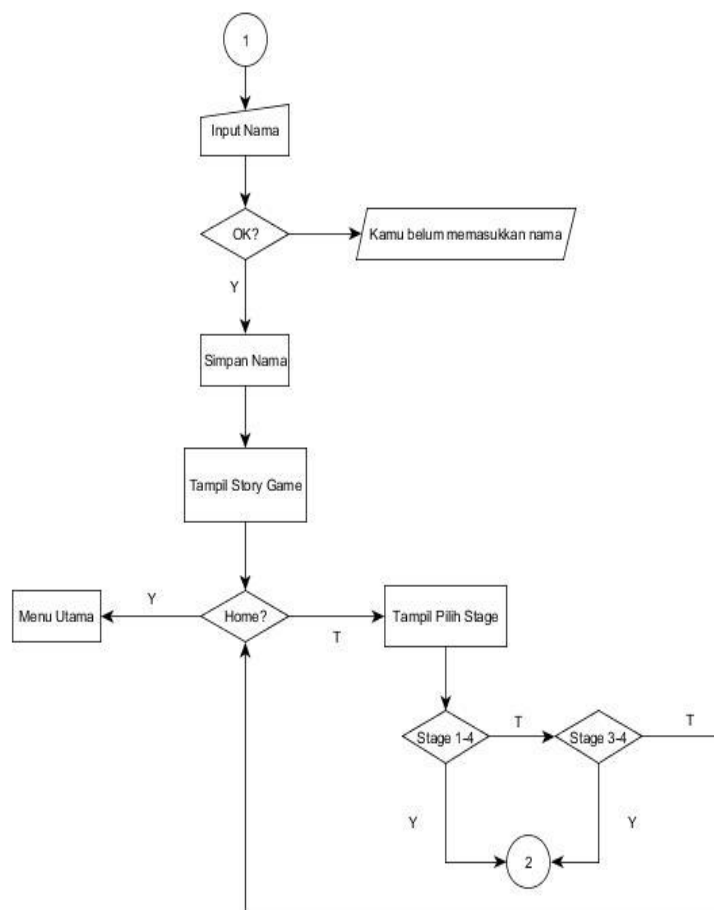 1
Input Nama
OK?
Kamu belum memasukkan nama
Y
Simpan Nama
Tampil Story Game
Menu Utama
Y
Home?
T
Tampil Pilih Stage
Stage 1-4
T
Stage 3-4
T
Y
2
Y